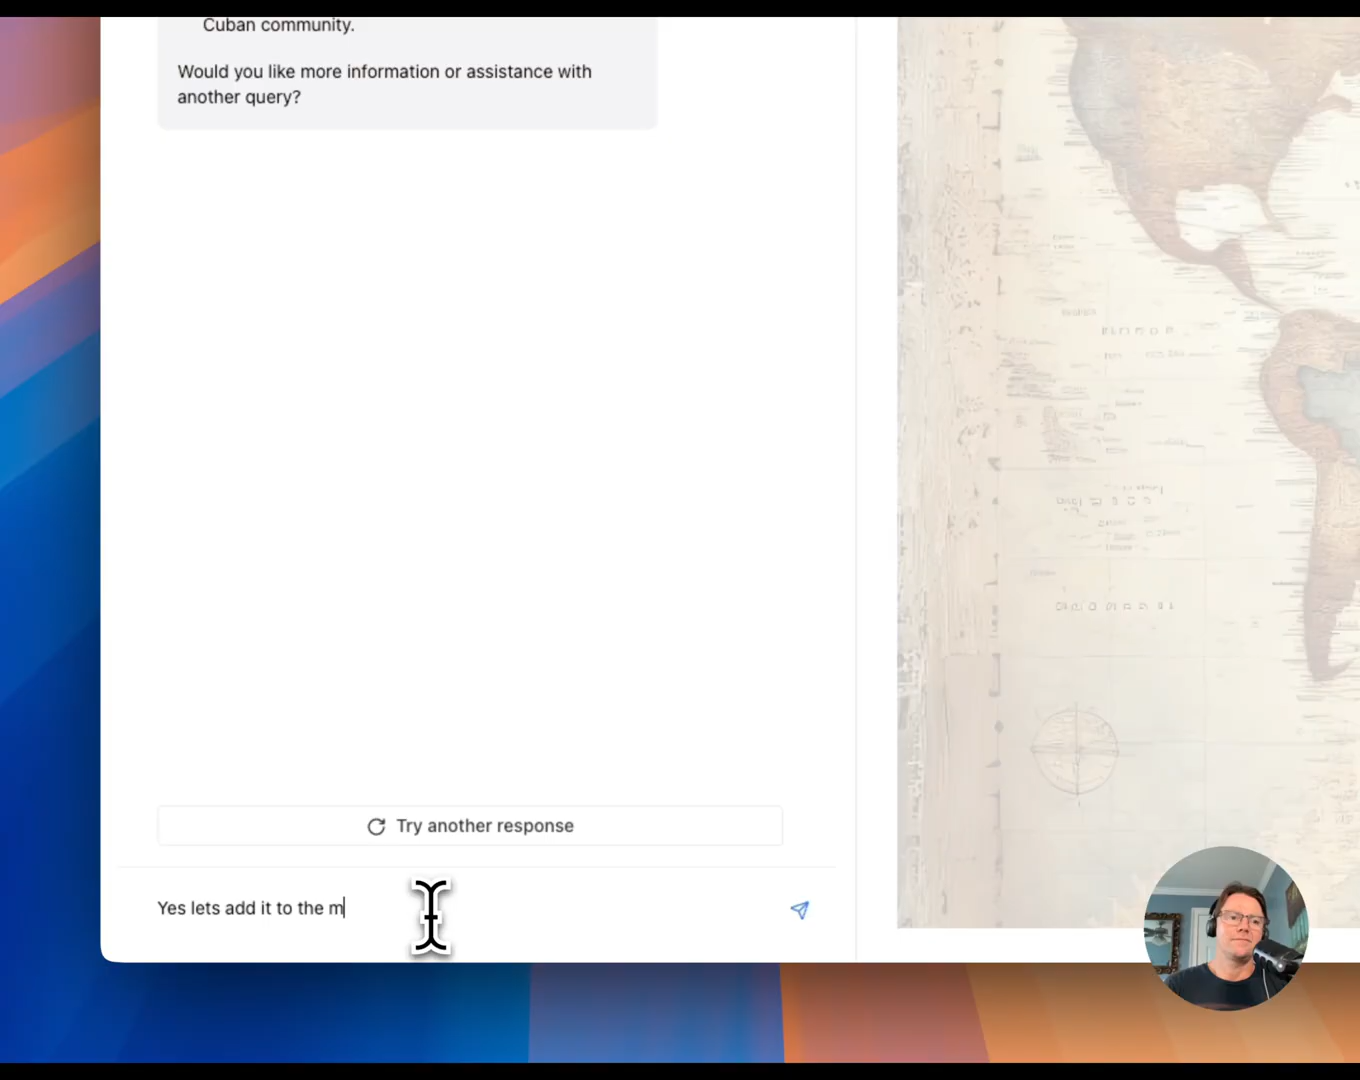 Cuban community.
Would you like more information or assistance with
another query?
Try another response
Yes lets add it to the m